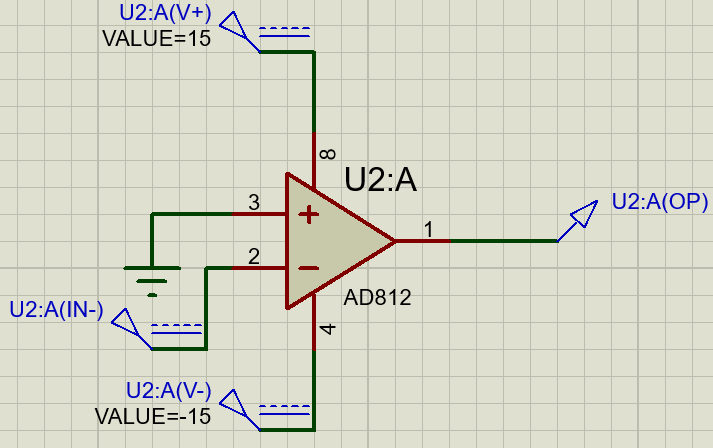 U2:A(V+)
VALUE=15
8
U2:A
3
+
2
−
1
U2:A(OP)
AD812
U2:A(IN-)
4
U2:A(V-)
VALUE=-15